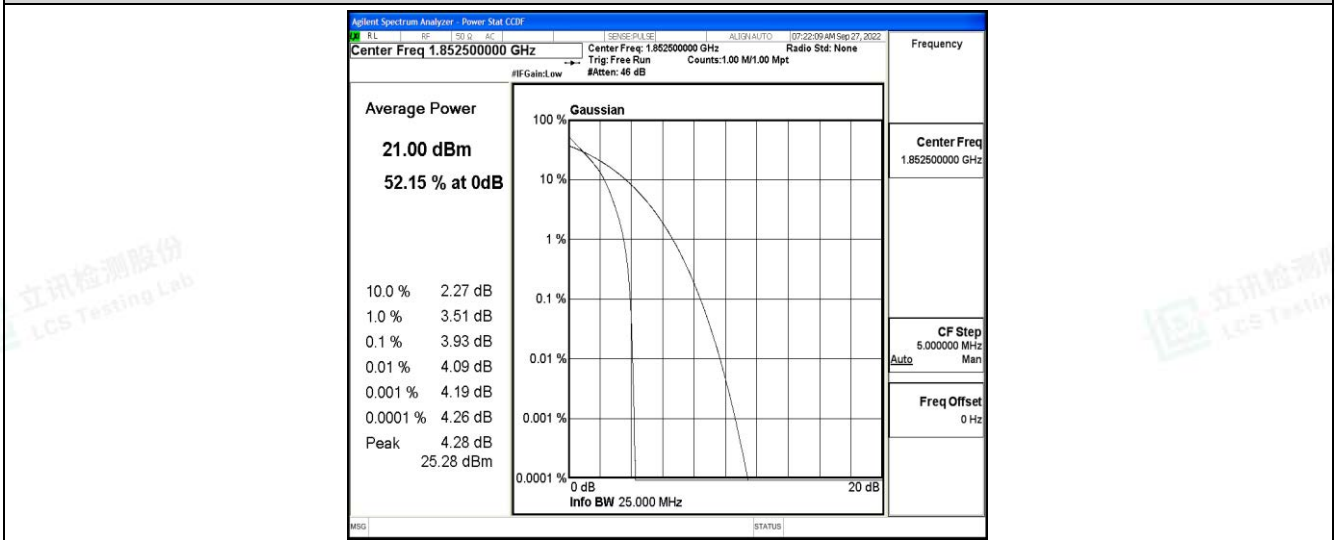 Agilent Spectrum Analyzer - Power Stat CCDF
RL RF 50 Ω AC SENSE:PULSE ALIGN AUTO 07:22:09 AM Sep 27, 2022
Center Freq 1.852500000 GHz
Center Freq: 1.852500000 GHz Radio Std: None
Trig: Free Run Counts:1.00 M/1.00 Mpt
#IFGain:Low #Atten: 46 dB
Frequency
Average Power
21.00 dBm
52.15 % at 0dB
10.0 % 2.27 dB
1.0 % 3.51 dB
0.1 % 3.93 dB
0.01 % 4.09 dB
0.001 % 4.19 dB
0.0001 % 4.26 dB
Peak 4.28 dB
25.28 dBm
Gaussian
100 %
10 %
1 %
0.1 %
0.01 %
0.001 %
0.0001 %
0 dB 20 dB
Info BW 25.000 MHz
Center Freq
1.852500000 GHz
CF Step
5.000000 MHz
Auto Man
Freq Offset
0 Hz
MSG STATUS
立讯检测股份
LCS Testing Lab
立讯检测
LCS Testin